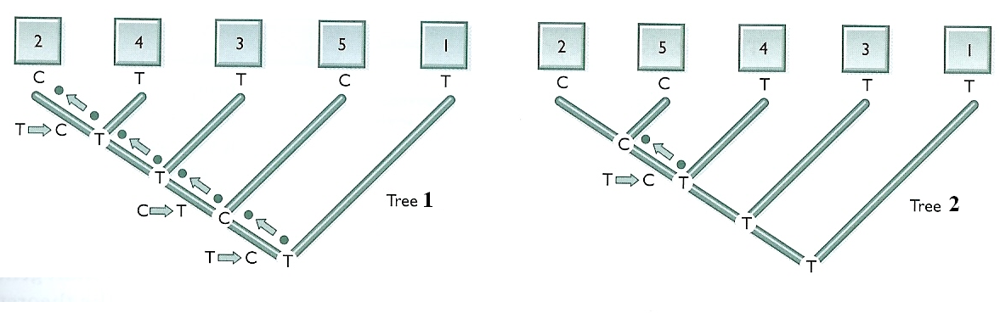 2 4 3 5 1
C T T C T
T ⇒ C T
T
C ⇒ T C
T ⇒ C T
Tree 1
2 5 4 3 1
C C T T T
C
T ⇒ C T
T
T
Tree 2